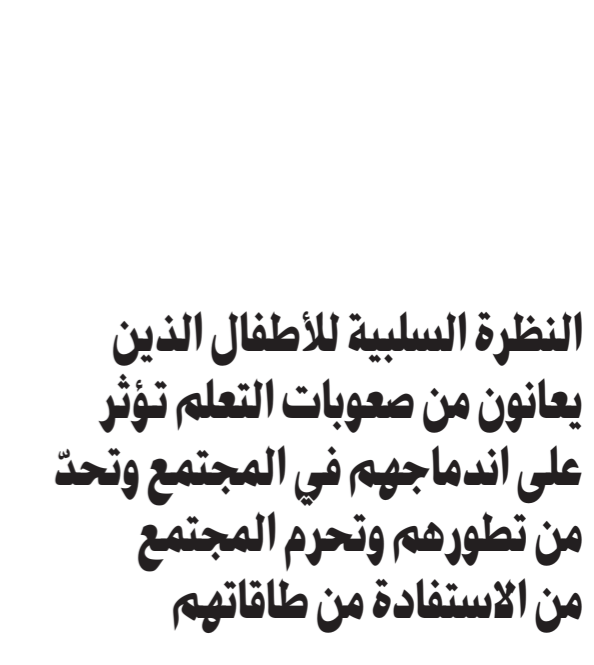 النظرة السلبية للأطفال الذين
يعانون من صعوبات التعلم تؤثر
على اندماجهم في المجتمع وتحدّ
من تطورهم وتحرم المجتمع
من الاستفادة من طاقاتهم